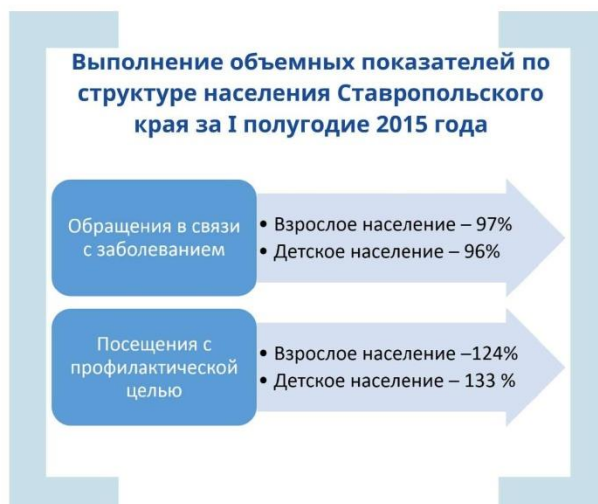 Выполнение объемных показателей по
структуре населения Ставропольского
края за I полугодие 2015 года
Обращения в связи
с заболеванием
• Взрослое население – 97%
• Детское население – 96%
Посещения с
профилактической
целью
• Взрослое население –124%
• Детское население – 133 %